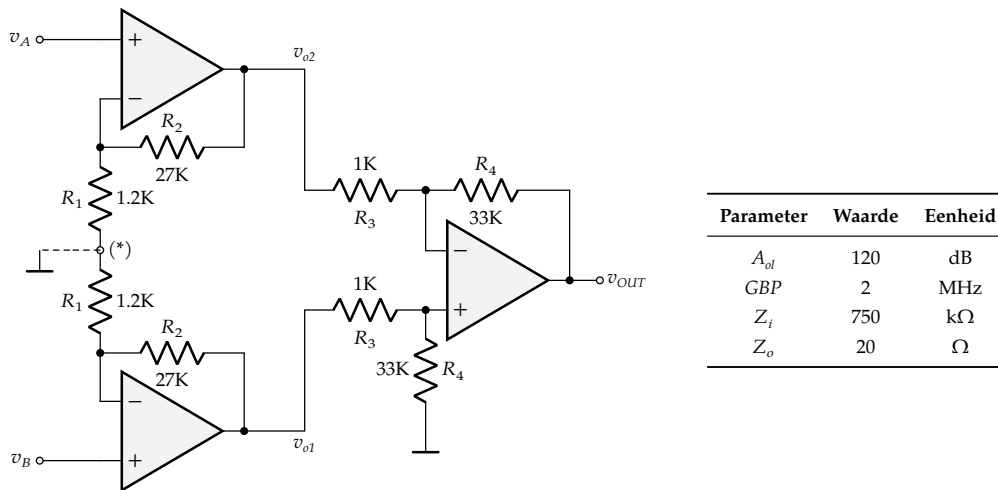 v_A
+
−
v_o2
R_2
27K
R_1
1.2K
(*)
R_1
1.2K
R_2
27K
−
+
v_B
v_o1
1K
R_3
R_4
33K
−
+
v_OUT
1K
R_3
33K
R_4
Parameter Waarde Eenheid
A_ol 120 dB
GBP 2 MHz
Z_i 750 kΩ
Z_o 20 Ω